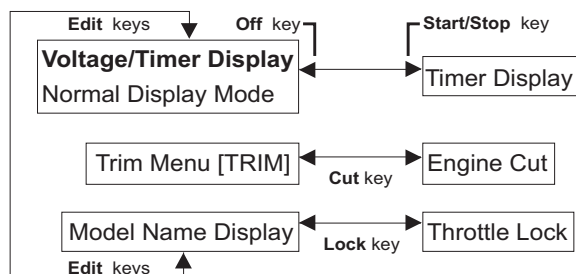 Edit keys Off key Start/Stop key
Voltage/Timer Display
Normal Display Mode
Timer Display
Trim Menu [TRIM]
Engine Cut
Cut key
Model Name Display
Throttle Lock
Lock key
Edit keys